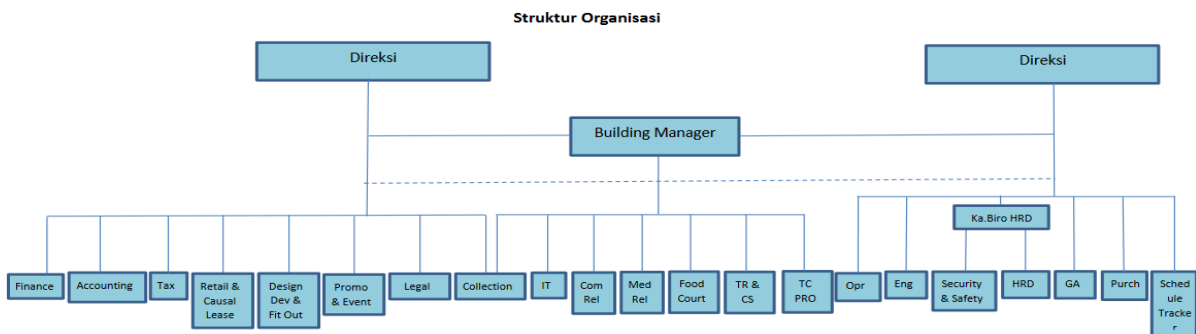 Struktur Organisasi
Direksi
Direksi
Building Manager
Ka.Biro HRD
Finance
Accounting
Tax
Retail &
Causal
Lease
Design
Dev &
Fit Out
Promo
& Event
Legal
Collection
IT
Com
Rel
Med
Rel
Food
Court
TR &
CS
TC
PRO
Opr
Eng
Security
& Safety
HRD
GA
Purch
Sched
ule
Tracke
r